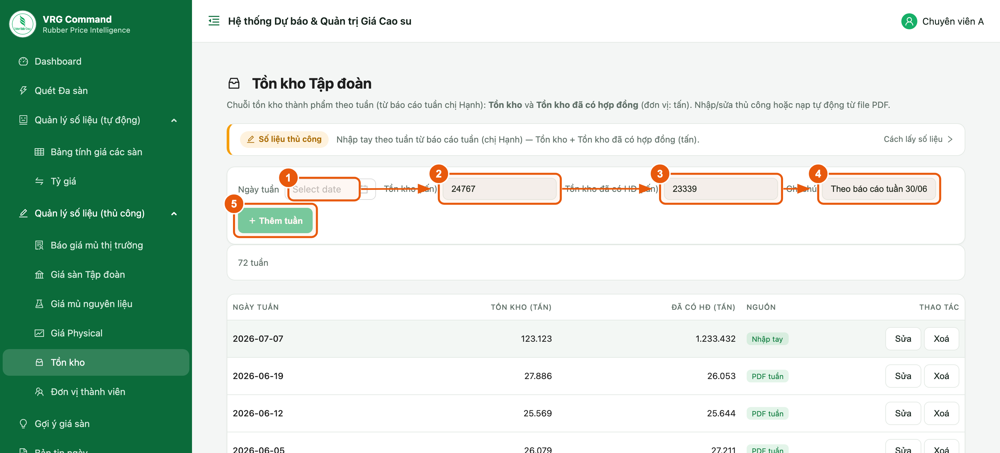 VRG Command
Rubber Price Intelligence
Dashboard
Quét Đa sàn
Quản lý số liệu (tự động)
Bảng tính giá các sàn
Tỷ giá
Quản lý số liệu (thủ công)
Báo giá mủ thị trường
Giá sàn Tập đoàn
Giá mủ nguyên liệu
Giá Physical
Tồn kho
Đơn vị thành viên
Gợi ý giá sàn
Bản tin ngày
Hệ thống Dự báo & Quản trị Giá Cao su
Chuyên viên A
Tồn kho Tập đoàn
Chuỗi tồn kho thành phẩm theo tuần (từ báo cáo tuần chị Hạnh): Tồn kho và Tồn kho đã có hợp đồng (đơn vị: tấn). Nhập/sửa thủ công hoặc nạp tự động từ file PDF.
Số liệu thủ công Nhập tay theo tuần từ báo cáo tuần (chị Hạnh) — Tồn kho + Tồn kho đã có hợp đồng (tấn). Cách lấy số liệu
1 2 3 4
Ngày tuần Select date Tồn kho (tấn) 24767 Tồn kho đã có HĐ (tấn) 23339 Ghi chú Theo báo cáo tuần 30/06
5
+ Thêm tuần
72 tuần
NGÀY TUẦN TỒN KHO (TẤN) ĐÃ CÓ HĐ (TẤN) NGUỒN THAO TÁC
2026-07-07 123.123 1.233.432 Nhập tay Sửa Xoá
2026-06-19 27.886 26.053 PDF tuần Sửa Xoá
2026-06-12 25.569 25.644 PDF tuần Sửa Xoá
2026-06-05 26.079 27.211 PDF tuần Sửa Xoá